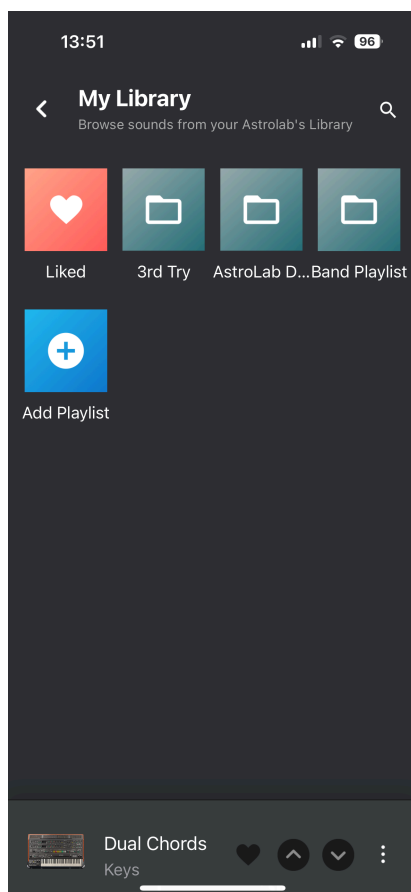 13:51
96
My Library
Browse sounds from your Astrolab's Library
Liked
3rd Try
AstroLab D...
Band Playlist
Add Playlist
Dual Chords
Keys